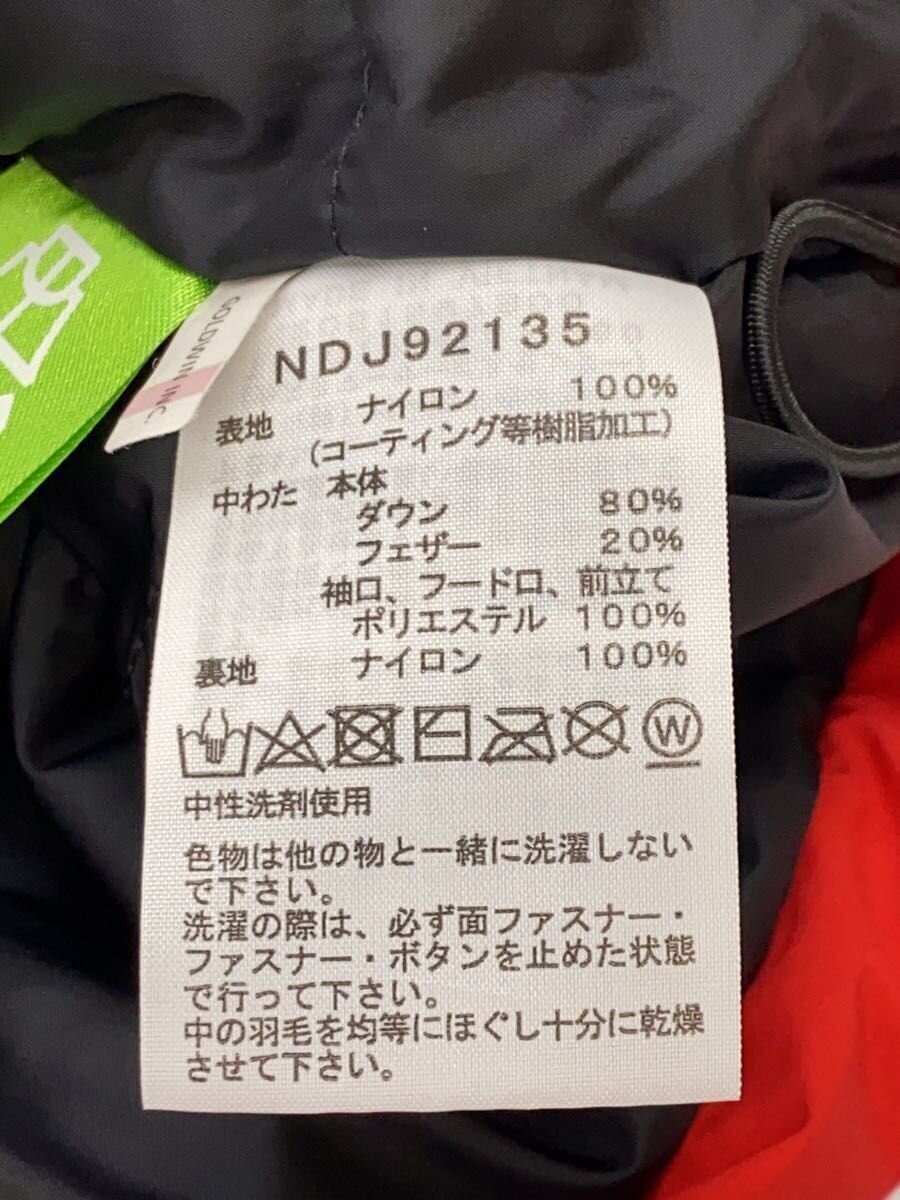 GOLDWIN INC.
NDJ92135
表地 ナイロン 100%
(コーティング等樹脂加工)
中わた 本体
ダウン 80%
フェザー 20%
袖口、フード口、前立て
ポリエステル 100%
裏地 ナイロン 100%
W
中性洗剤使用
色物は他の物と一緒に洗濯しない
で下さい。
洗濯の際は、必ず面ファスナー・
ファスナー・ボタンを止めた状態
で行って下さい。
中の羽毛を均等にほぐし十分に乾燥
させて下さい。